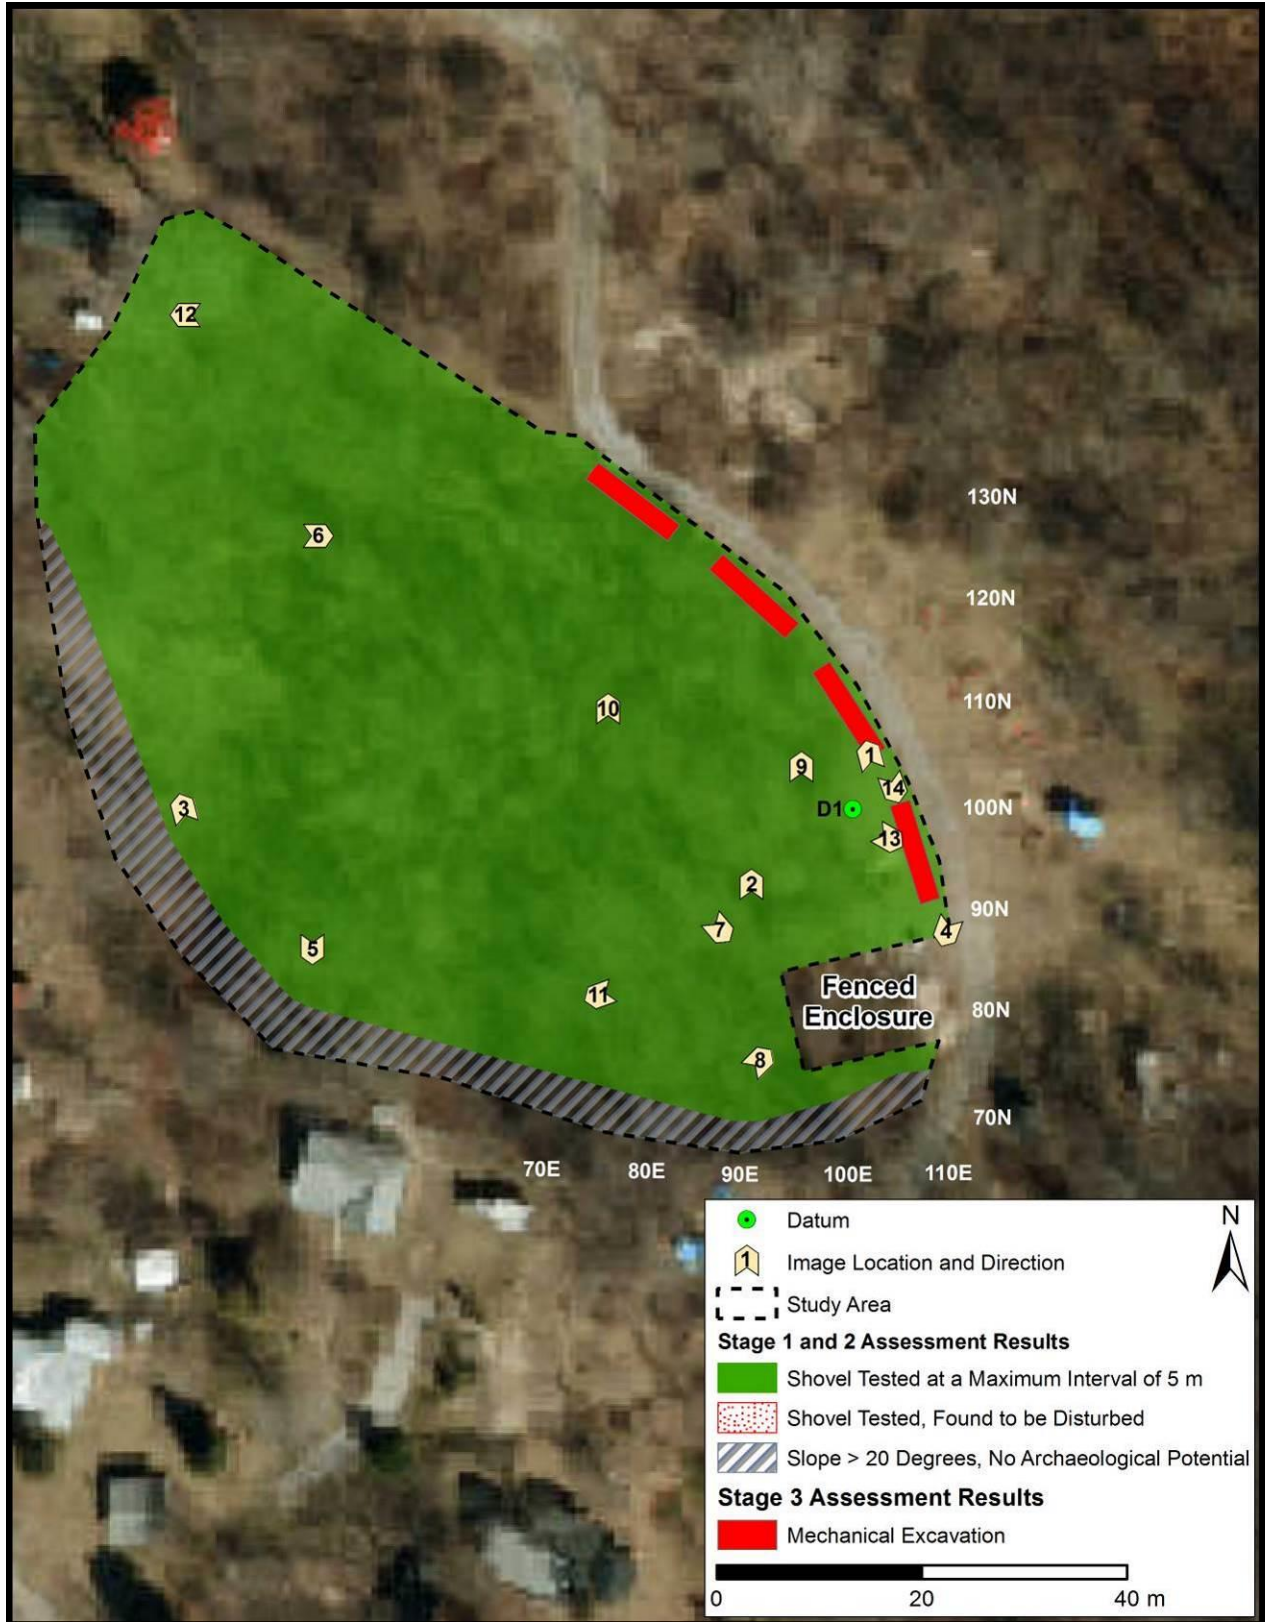 12
130N
6
120N
110N
10
1
9
14
3
D1
100N
13
2
90N
7
4
5
Fenced
Enclosure
11
80N
8
70N
70E
80E
90E
100E
110E
Datum
N
1
Image Location and Direction
Study Area
Stage 1 and 2 Assessment Results
Shovel Tested at a Maximum Interval of 5 m
Shovel Tested, Found to be Disturbed
Slope > 20 Degrees, No Archaeological Potential
Stage 3 Assessment Results
Mechanical Excavation
0
20
40 m